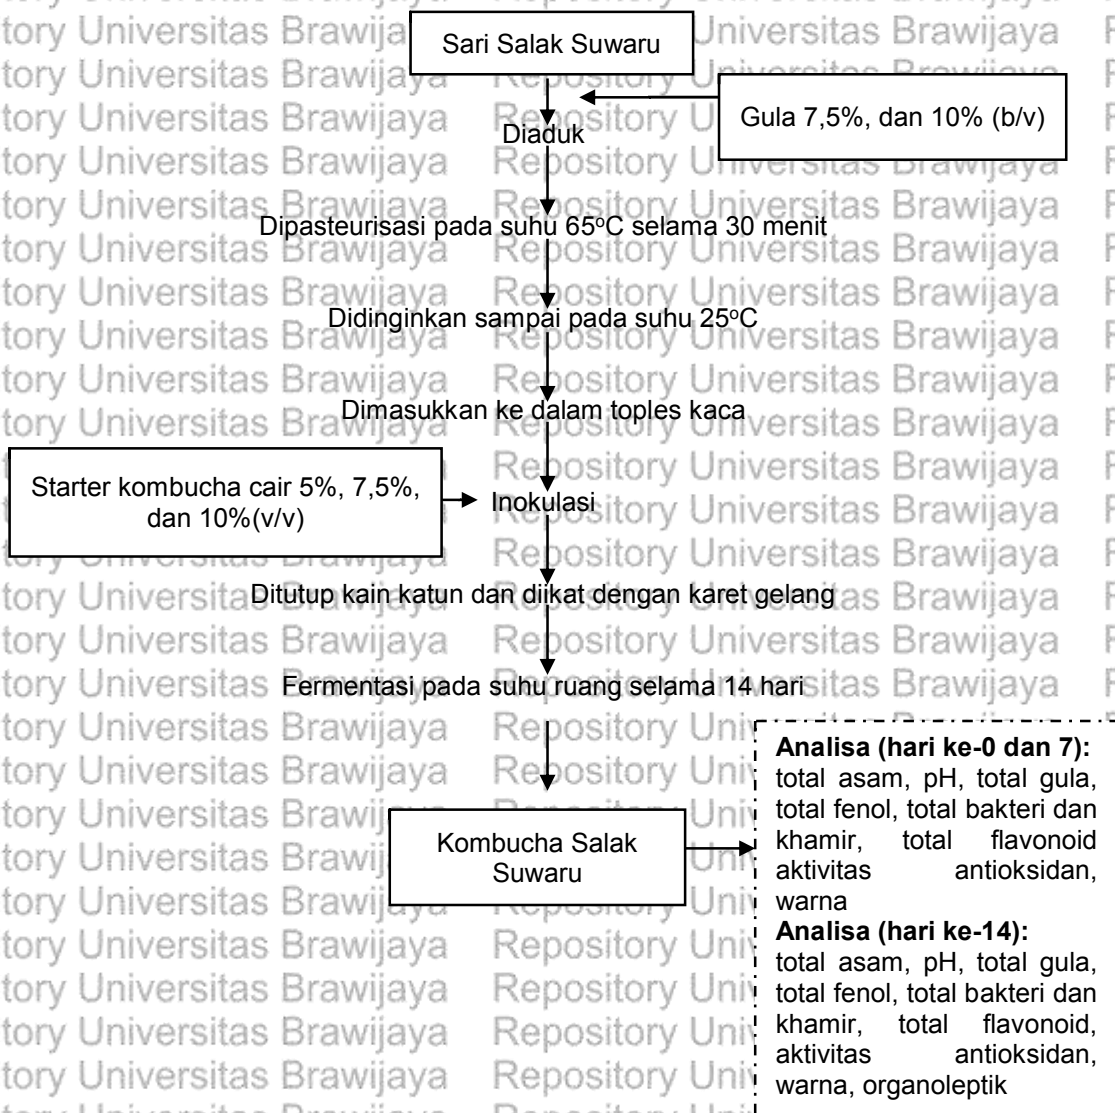 Sari Salak Suwaru
Gula 7,5%, dan 10% (b/v)
Diaduk
Dipasteurisasi pada suhu 65°C selama 30 menit
Didinginkan sampai pada suhu 25°C
Dimasukkan ke dalam toples kaca
Starter kombucha cair 5%, 7,5%,
dan 10%(v/v)
Inokulasi
Ditutup kain katun dan diikat dengan karet gelang
Fermentasi pada suhu ruang selama 14 hari
Kombucha Salak
Suwaru
Analisa (hari ke-0 dan 7):
total asam, pH, total gula,
total fenol, total bakteri dan
khamir, total flavonoid
aktivitas antioksidan,
warna
Analisa (hari ke-14):
total asam, pH, total gula,
total fenol, total bakteri dan
khamir, total flavonoid,
aktivitas antioksidan,
warna, organoleptik
Repository Universitas Brawijaya